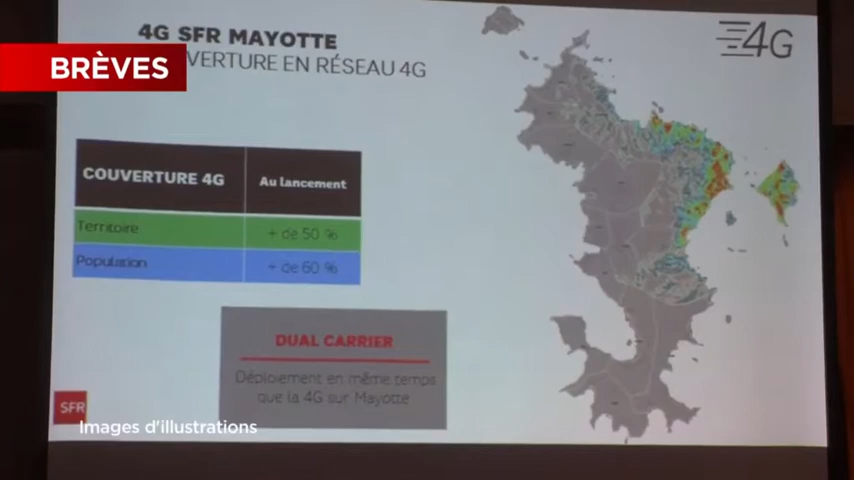 4G SFR MAYOTTE
BRÈVES
VERTURE EN RÉSEAU 4G
4G
COUVERTURE 4G
Au lancement
Territoire
+ de 50 %
Population
+ de 60 %
DUAL CARRIER
Déploiement en même temps
que la 4G sur Mayotte
SFR
Images d'illustrations